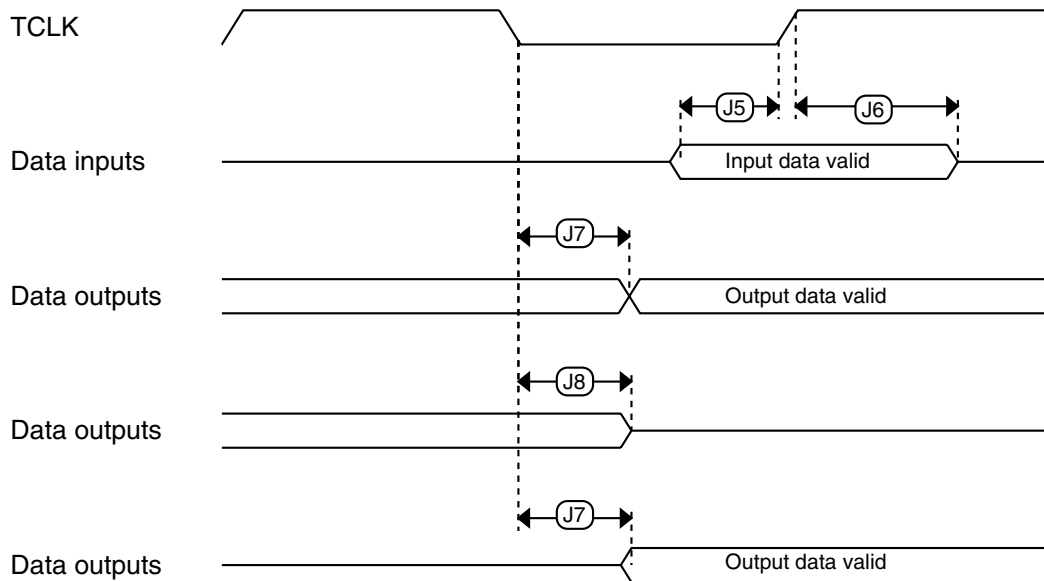 TCLK
J5
J6
Data inputs
Input data valid
J7
Data outputs
Output data valid
J8
Data outputs
J7
Data outputs
Output data valid